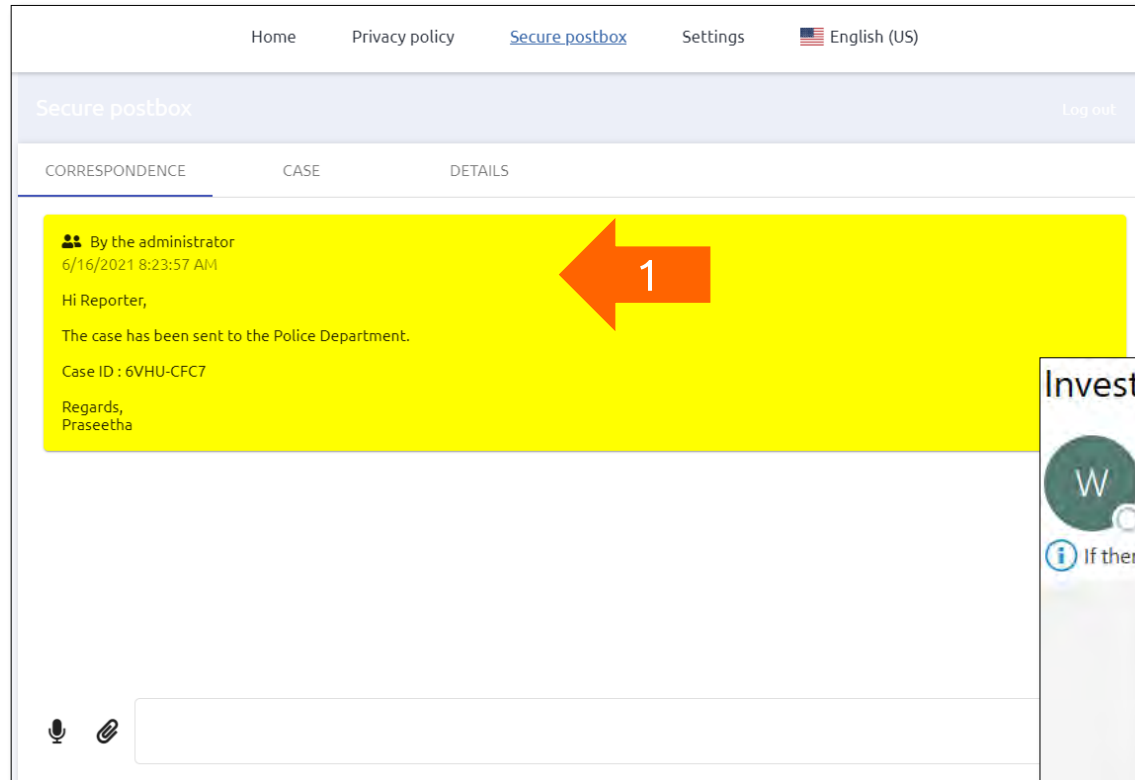 Home Privacy policy Secure postbox Settings English (US)
Secure postbox Log out
CORRESPONDENCE CASE DETAILS
By the administrator
6/16/2021 8:23:57 AM
1
Hi Reporter,
The case has been sent to the Police Department.
Case ID : 6VHU-CFC7
Regards,
Praseetha
Invest
W
If ther